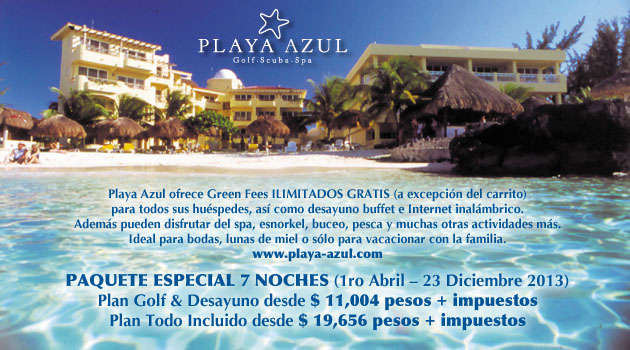 PLAYA AZUL
Golf-Scuba-Spa
Playa Azul ofrece Green Fees ILIMITADOS GRATIS (a excepción del carrito)
para todos sus huéspedes, así como desayuno buffet e Internet inalámbrico.
Además pueden disfrutar del spa, esnorkel, buceo, pesca y muchas otras actividades más.
Ideal para bodas, lunas de miel o sólo para vacacionar con la familia.
www.playa-azul.com
PAQUETE ESPECIAL 7 NOCHES (1ro Abril – 23 Diciembre 2013)
Plan Golf & Desayuno desde $ 11,004 pesos + impuestos
Plan Todo Incluido desde $ 19,656 pesos + impuestos